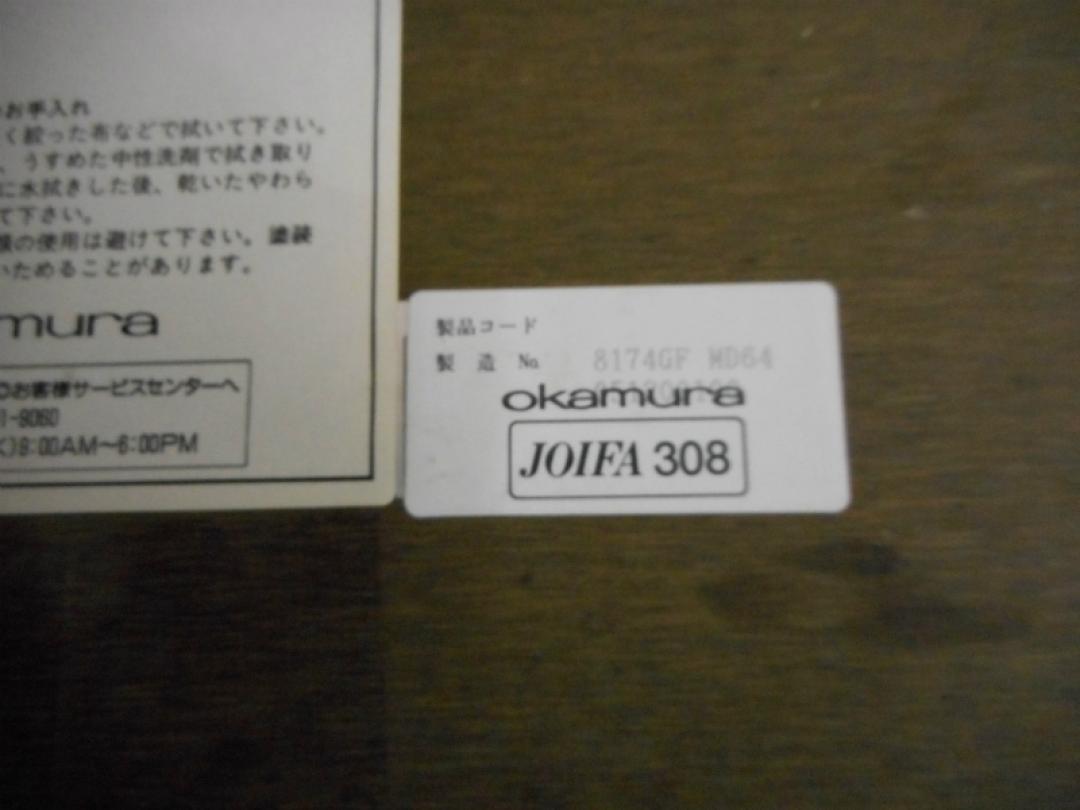 お手入れ
く絞った布などで拭いて下さい。
、うすめた中性洗剤で拭き取り
に水拭きした後、乾いたやわら
て下さい。
の使用は避けて下さい。塗装
いためることがあります。
mura
のお客様サービスセンターへ
1-9060
9:00AM～6:00PM
製品コード
製造 № 8174GF MD64
okamura
JOIFA 308